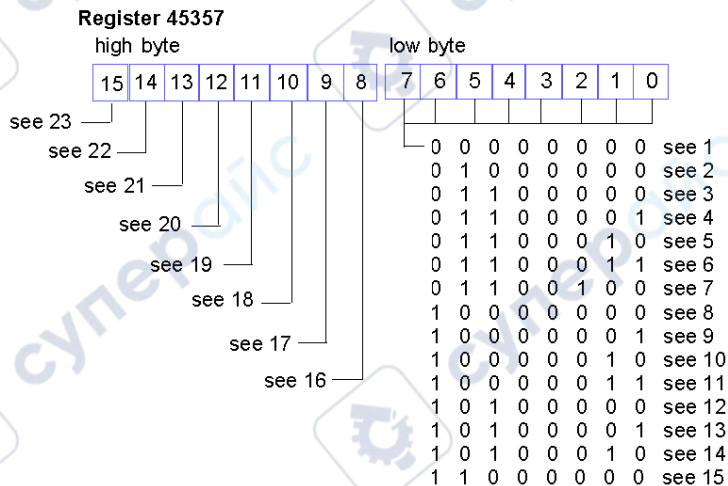 Register 45357
high byte low byte
15 14 13 12 11 10 9 8 7 6 5 4 3 2 1 0
see 23
see 22
see 21
see 20
see 19
see 18
see 17
see 16
0 0 0 0 0 0 0 0 see 1
0 1 0 0 0 0 0 0 see 2
0 1 1 0 0 0 0 0 see 3
0 1 1 0 0 0 0 1 see 4
0 1 1 0 0 0 1 0 see 5
0 1 1 0 0 0 1 1 see 6
0 1 1 0 0 1 0 0 see 7
1 0 0 0 0 0 0 0 see 8
1 0 0 0 0 0 0 1 see 9
1 0 0 0 0 0 1 0 see 10
1 0 0 0 0 0 1 1 see 11
1 0 1 0 0 0 0 0 see 12
1 0 1 0 0 0 0 1 see 13
1 0 1 0 0 0 1 0 see 14
1 1 0 0 0 0 0 0 see 15
суперайс